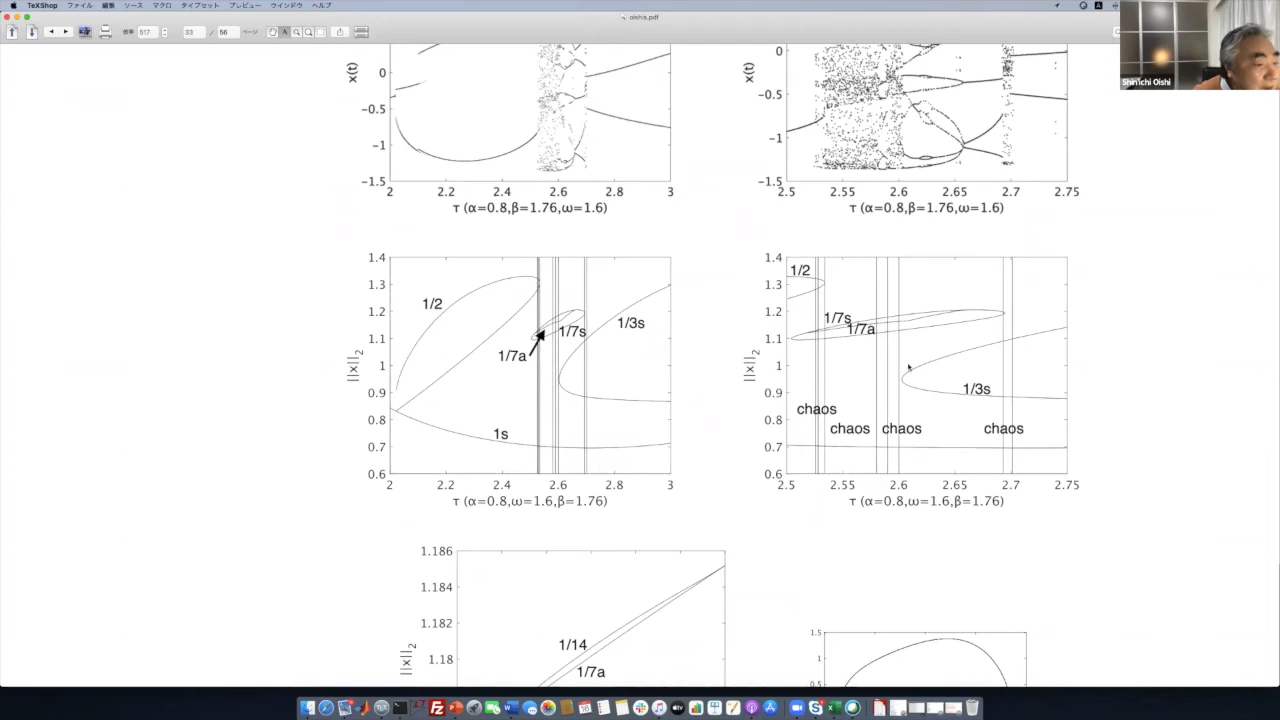 TeXShop ファイル 編集 ソース マクロ タイプセット プレビュー ウインドウ ヘルプ
oishia.pdf
倍率 517 33 / 56 ページ
Shin'ichi Oishi
x(t)
0
−0.5
−1
−1.5
2 2.2 2.4 2.6 2.8 3
τ (α=0.8,β=1.76,ω=1.6)
x(t)
0
−0.5
−1
−1.5
2.5 2.55 2.6 2.65 2.7 2.75
τ (α=0.8,β=1.76,ω=1.6)
||x||2
1.4
1.3
1.2
1.1
1
0.9
0.8
0.7
0.6
1/2
1/7s
1/3s
1/7a
1s
2 2.2 2.4 2.6 2.8 3
τ (α=0.8,ω=1.6,β=1.76)
||x||2
1.4
1.3
1.2
1.1
1
0.9
0.8
0.7
0.6
1/2
1/7s
1/7a
1/3s
chaos
chaos chaos chaos
2.5 2.55 2.6 2.65 2.7 2.75
τ (α=0.8,ω=1.6,β=1.76)
||x||2
1.186
1.184
1.182
1.18
1/14
1/7a
1.5
1
0.5